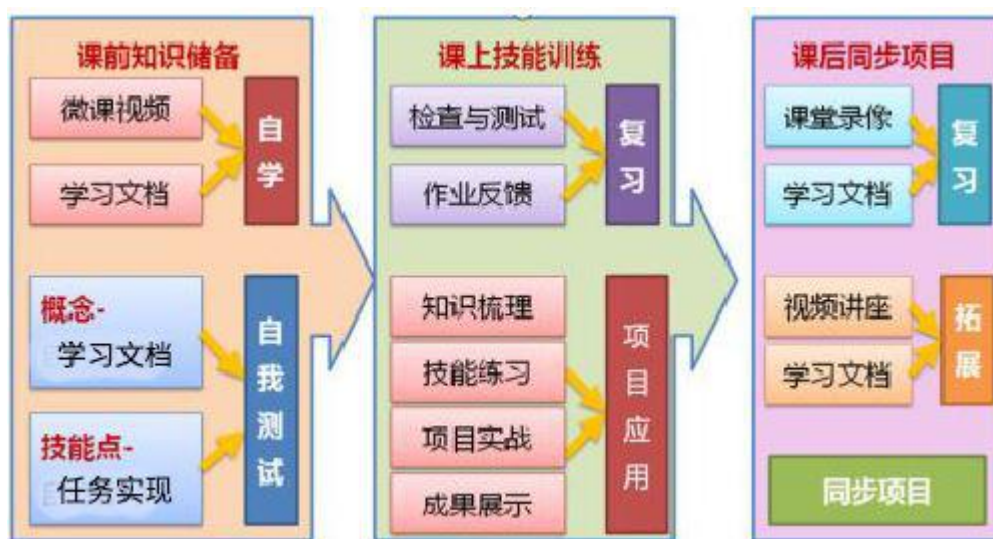 课前知识储备
微课视频
学习文档
自学
概念-
学习文档
技能点-
任务实现
自我测试
课上技能训练
检查与测试
作业反馈
复习
知识梳理
技能练习
项目实战
成果展示
项目应用
课后同步项目
课堂录像
学习文档
复习
视频讲座
学习文档
拓展
同步项目